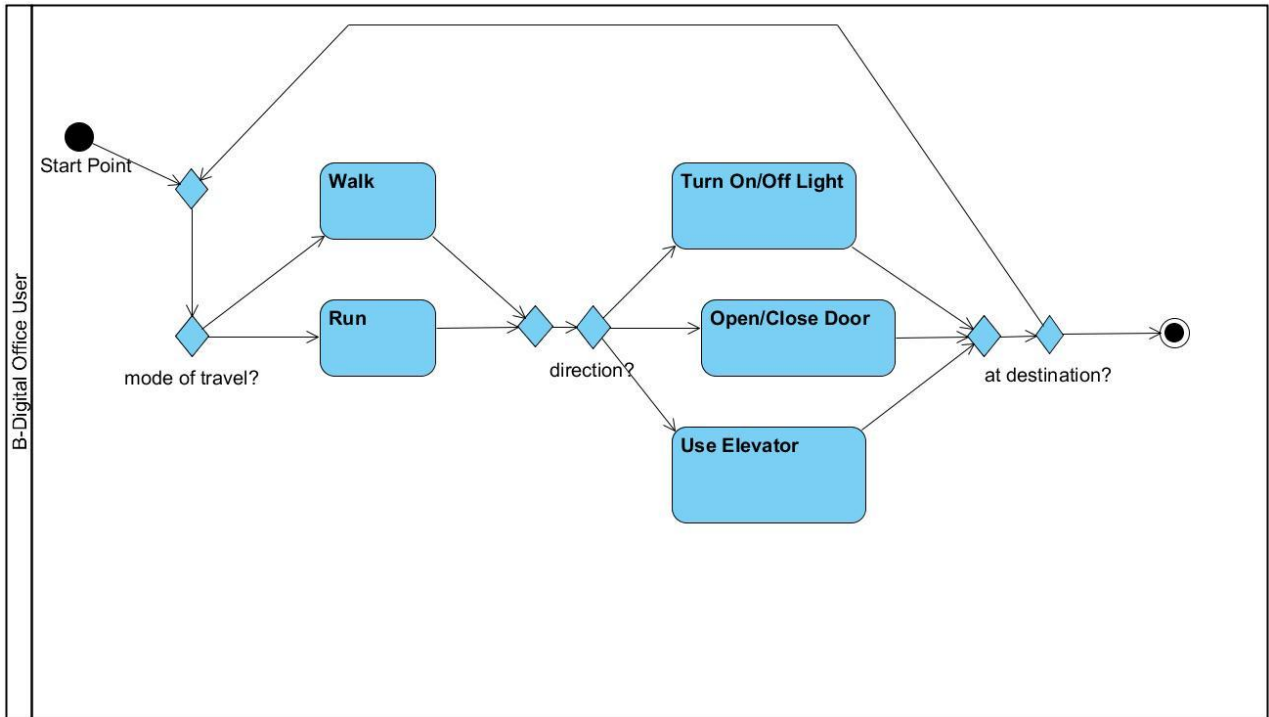 B-Digital Office User
Start Point
Walk
Turn On/Off Light
Run
Open/Close Door
mode of travel?
direction?
at destination?
Use Elevator